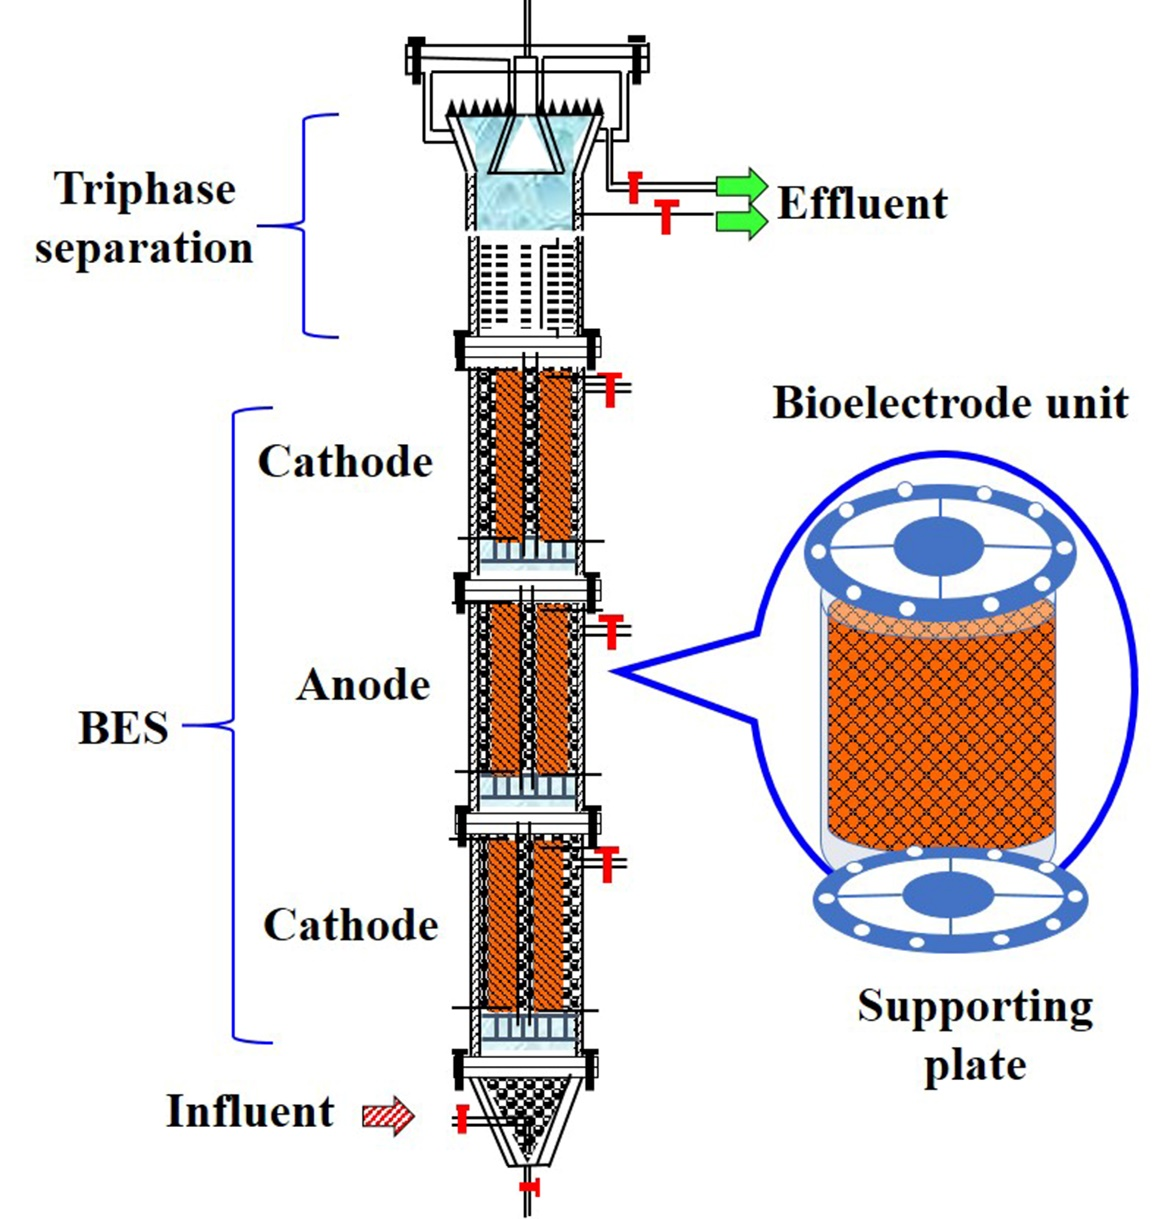 Triphase
separation
Effluent
Bioelectrode unit
Cathode
Anode
BES
Cathode
Supporting
plate
Influent